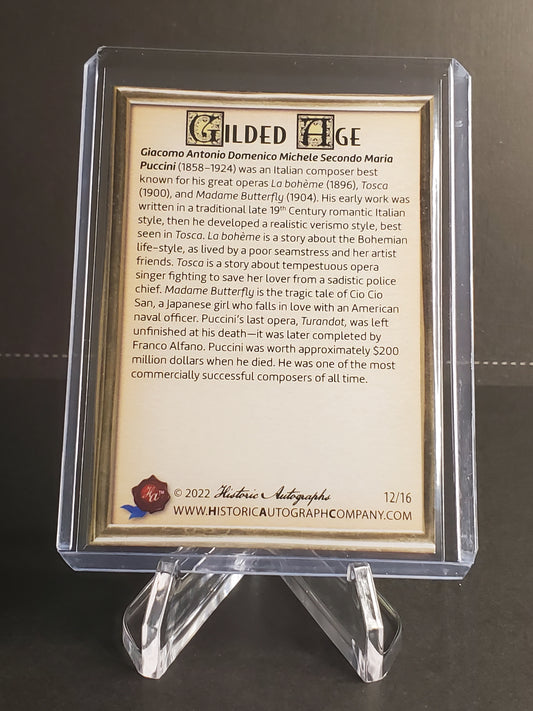 GILDED AGE
Giacomo Antonio Domenico Michele Secondo Maria
Puccini (1858–1924) was an Italian composer best
known for his great operas La bohème (1896), Tosca
(1900), and Madame Butterfly (1904). His early work was
written in a traditional late 19th Century romantic Italian
style, then he developed a realistic verismo style, best
seen in Tosca. La bohème is a story about the Bohemian
life-style, as lived by a poor seamstress and her artist
friends. Tosca is a story about tempestuous opera
singer fighting to save her lover from a sadistic police
chief. Madame Butterfly is the tragic tale of Cio Cio
San, a Japanese girl who falls in love with an American
naval officer. Puccini's last opera, Turandot, was left
unfinished at his death—it was later completed by
Franco Alfano. Puccini was worth approximately $200
million dollars when he died. He was one of the most
commercially successful composers of all time.
HA™ © 2022 Historic Autographs 12/16
WWW.HISTORICAUTOGRAPHCOMPANY.COM